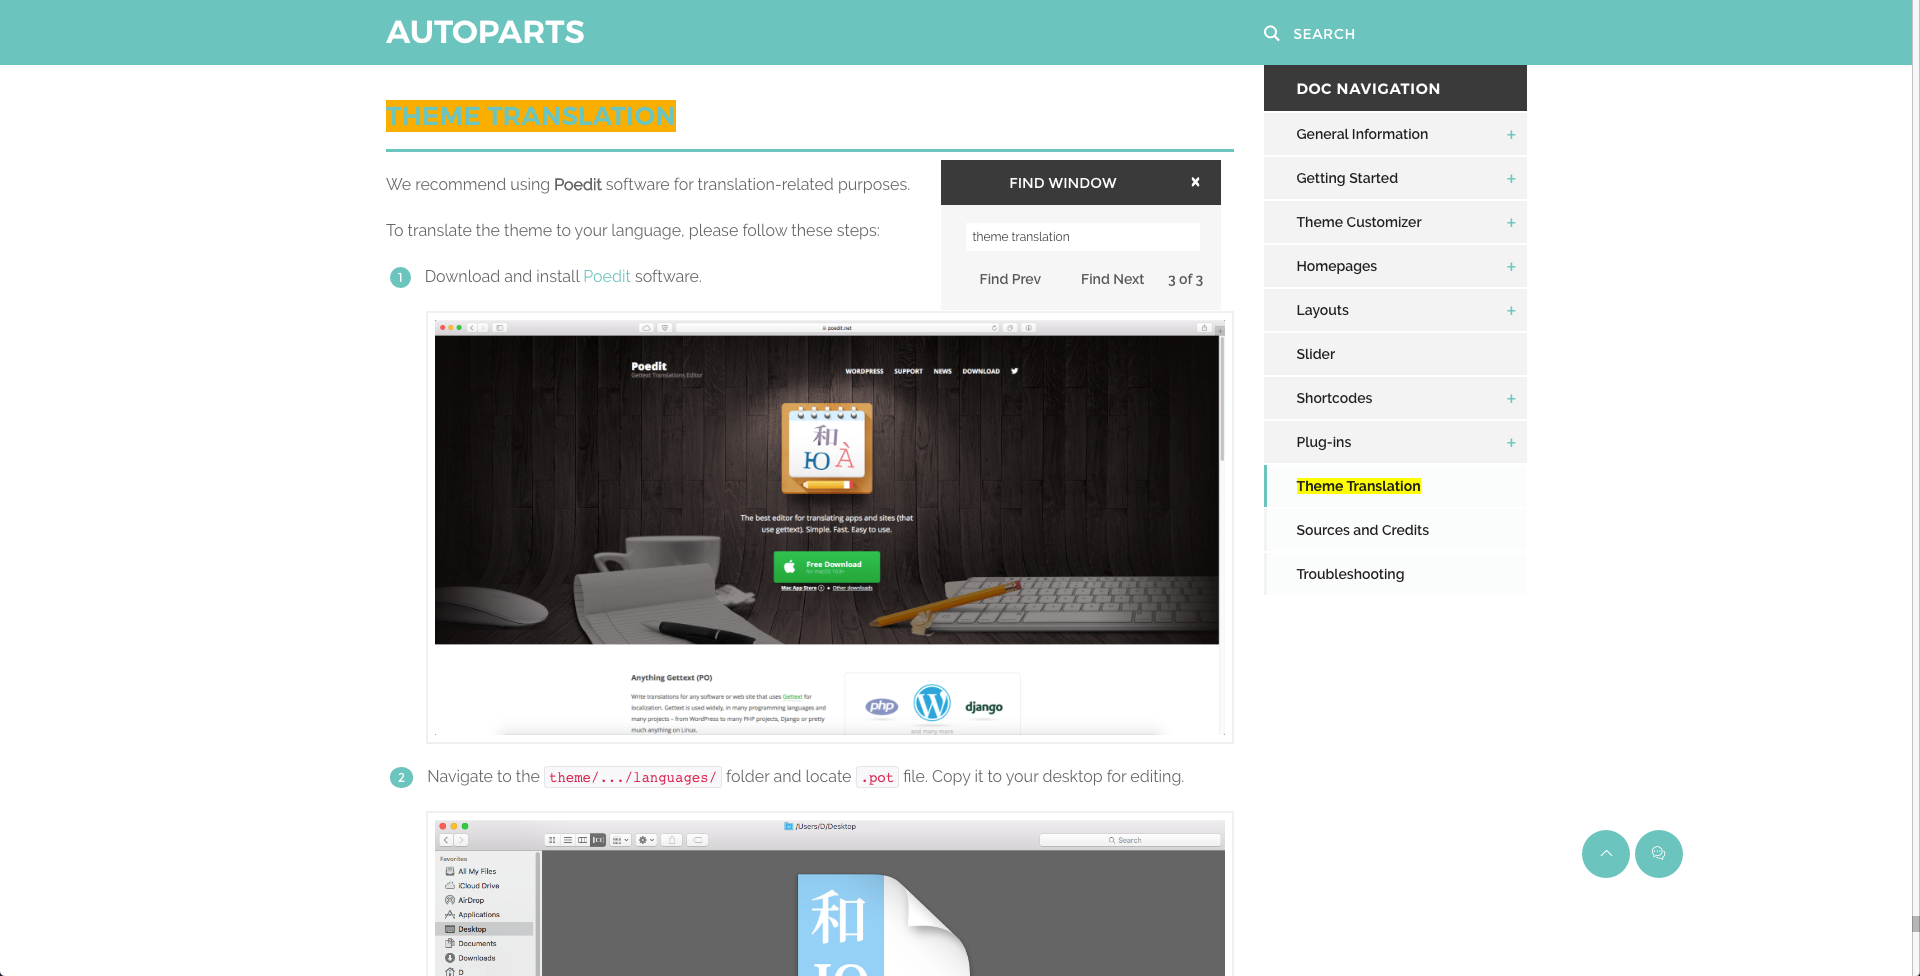 AUTOPARTS
SEARCH
THEME TRANSLATION
We recommend using Poedit software for translation-related purposes.
To translate the theme to your language, please follow these steps:
1 Download and install Poedit software.
FIND WINDOW x
theme translation
Find Prev Find Next 3 of 3
poedit.net
Poedit
Gettext Translations Editor
WORDPRESS SUPPORT NEWS DOWNLOAD
和
Ю À
The best editor for translating apps and sites (that
use gettext). Simple. Fast. Easy to use.
Free Download
Mac App Store ? • Other downloads
Anything Gettext (PO)
Write translations for any software or web site that uses Gettext for
localization. Gettext is used widely, in many programming languages and
many projects – from WordPress to many PHP projects, Django or pretty
much anything on Linux.
php
django
and many more
2 Navigate to the theme/.../languages/ folder and locate .pot file. Copy it to your desktop for editing.
/Users/D/Desktop
Search
Favorites
All My Files
iCloud Drive
AirDrop
Applications
Desktop
Documents
Downloads
D
和
Ю
DOC NAVIGATION
General Information +
Getting Started +
Theme Customizer +
Homepages +
Layouts +
Slider
Shortcodes +
Plug-ins +
Theme Translation
Sources and Credits
Troubleshooting